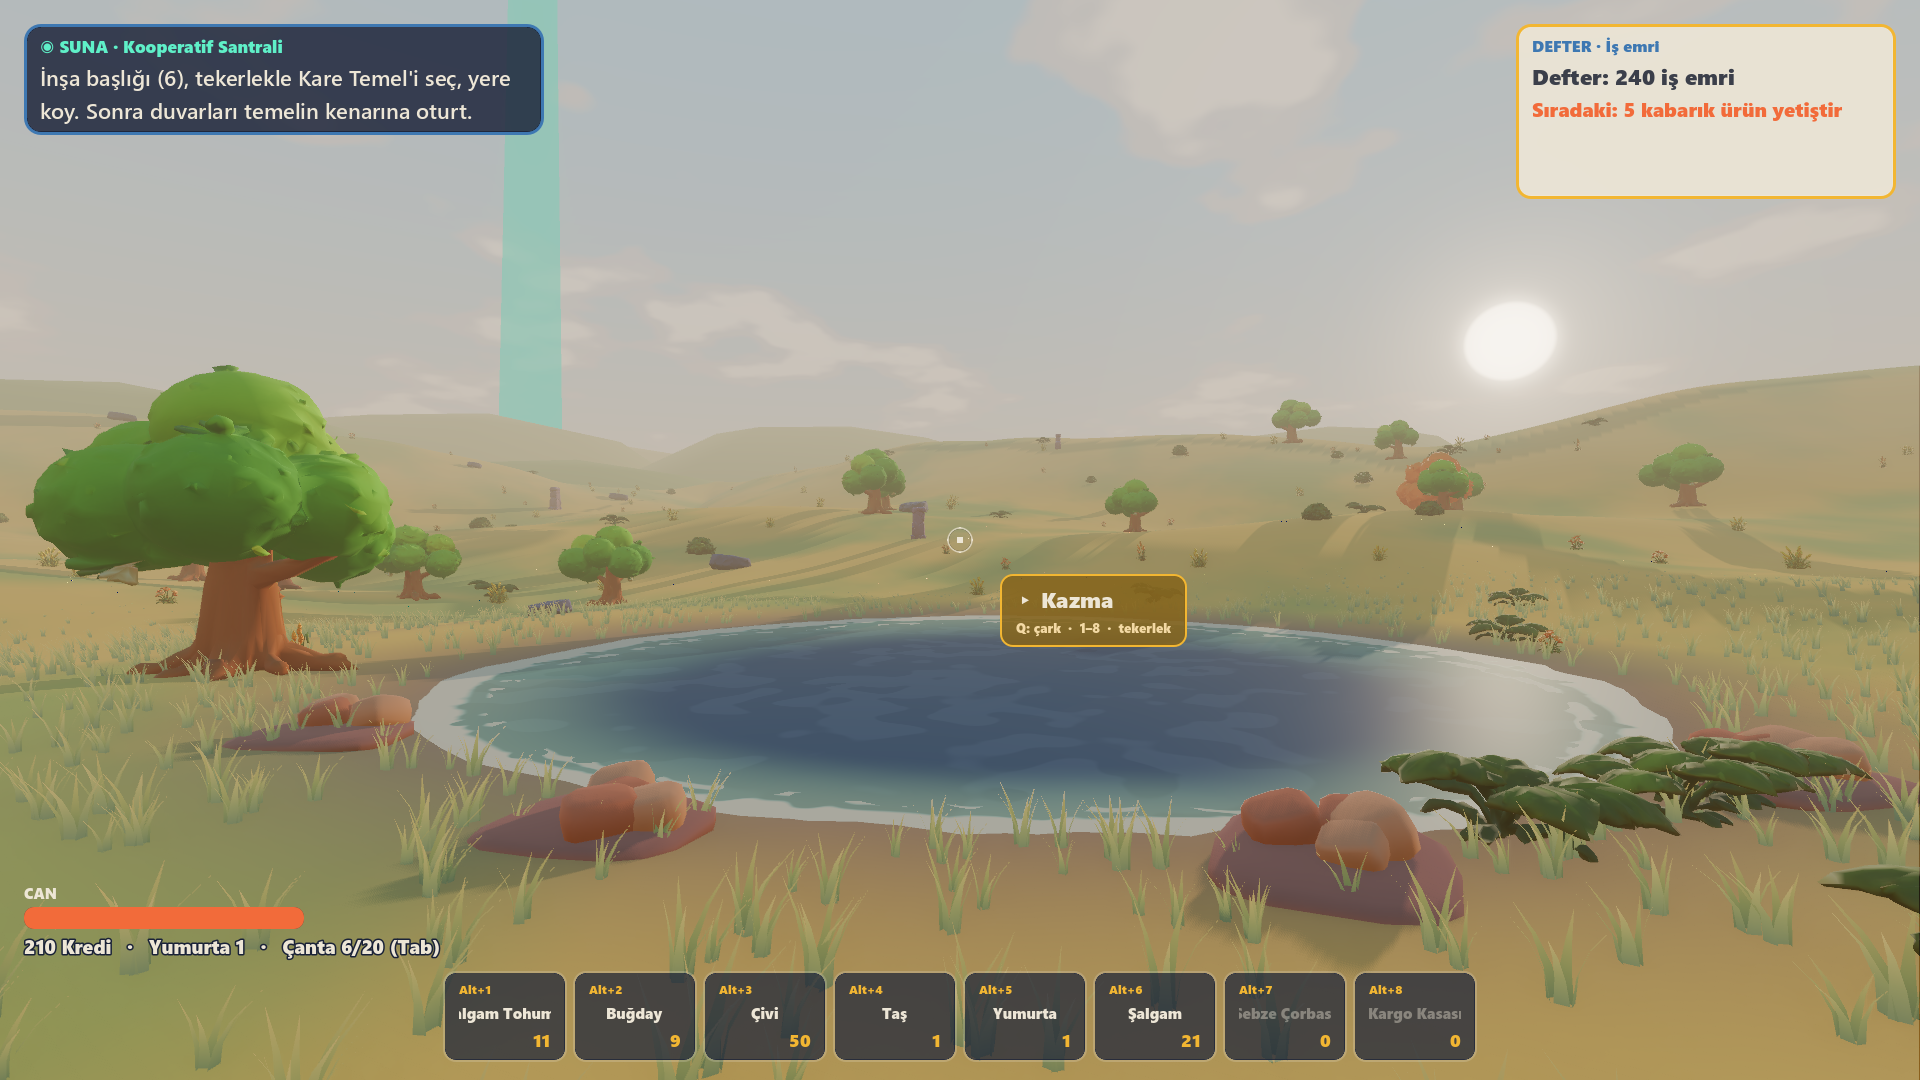 ◉ SUNA · Kooperatif Santrali
İnşa başlığı (6), tekerlekle Kare Temel'i seç, yere
koy. Sonra duvarları temelin kenarına oturt.
DEFTER · İş emri
Defter: 240 iş emri
Sıradaki: 5 kabarık ürün yetiştir
▸ Kazma
Q: çark · 1–8 · tekerlek
CAN
210 Kredi · Yumurta 1 · Çanta 6/20 (Tab)
Alt+1
lgam Tohum
11
Alt+2
Buğday
9
Alt+3
Çivi
50
Alt+4
Taş
1
Alt+5
Yumurta
1
Alt+6
Şalgam
21
Alt+7
Sebze Çorbas
0
Alt+8
Kargo Kasası
0